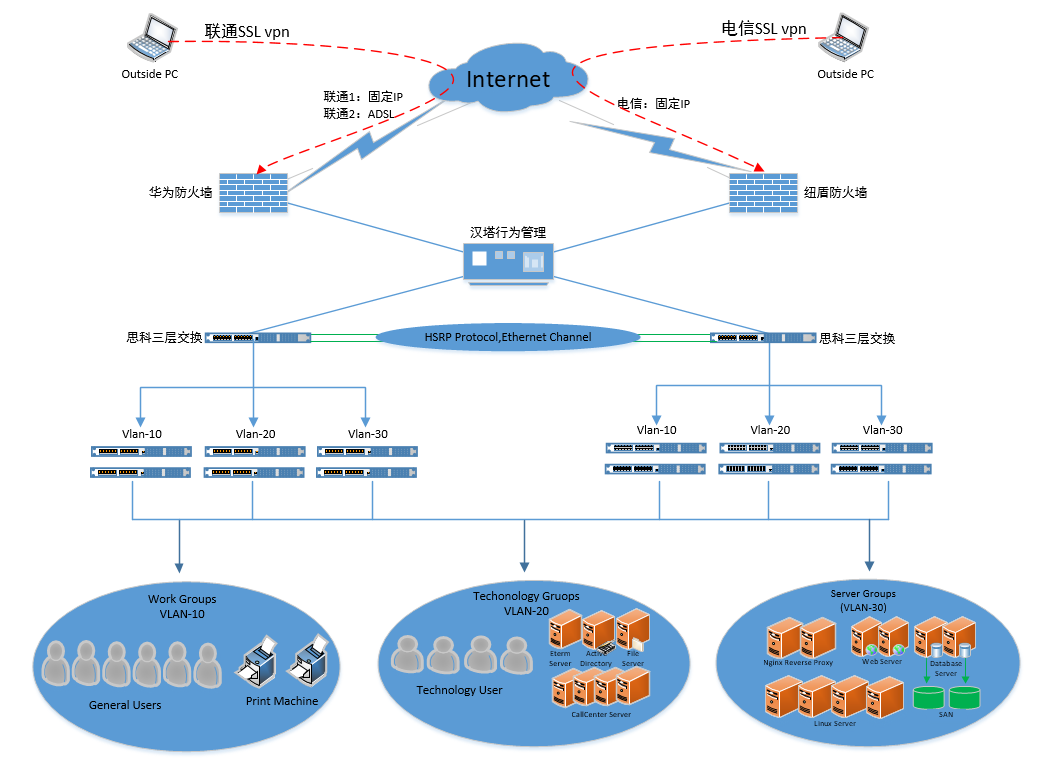 联通SSL vpn
电信SSL vpn
Outside PC
Outside PC
Internet
联通1：固定IP
联通2：ADSL
电信：固定IP
华为防火墙
纽盾防火墙
汉塔行为管理
思科三层交换
HSRP Protocol,Ethernet Channel
思科三层交换
Vlan-10
Vlan-20
Vlan-30
Vlan-10
Vlan-20
Vlan-30
Work Groups
VLAN-10
General Users
Print Machine
Techonology Gruops
VLAN-20
Technology User
Eterm
Server
Active
Directory
File
Server
CallCenter Server
Server Groups
(VLAN-30)
Nginx Reverse Proxy
Web Server
Database
Server
Linux Server
SAN